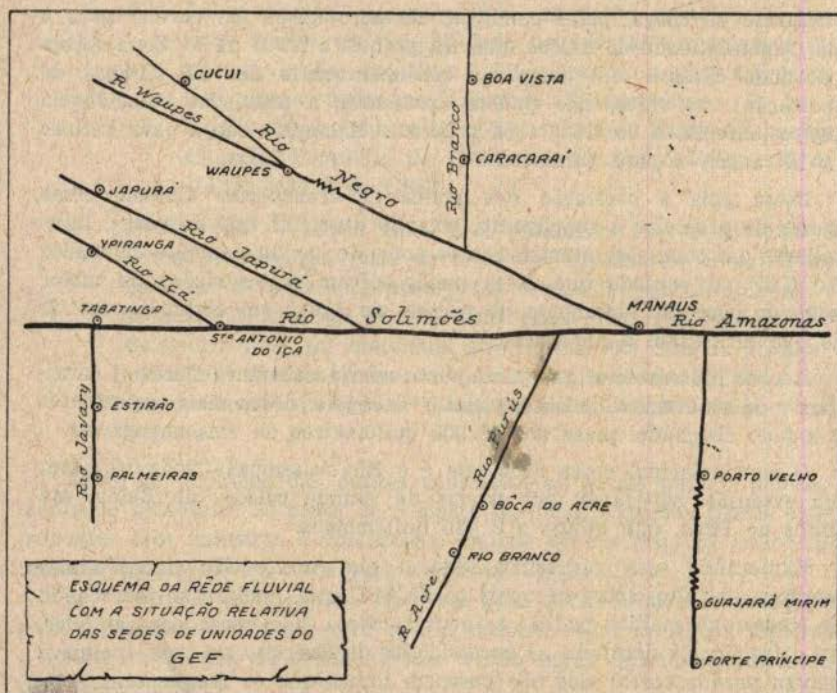 CUCUI
BOA VISTA
R. Waupes
Rio Negro
Rio Branco
WAUPES
CARACARAÍ
JAPURÁ
Rio Japurá
YPIRANGA
Rio Içá
TABATINGA
Rio Solimões
MANAUS
Rio Amazonas
STO ANTONIO
DO IÇA
Rio Javary
ESTIRÃO
Rio Purus
PALMEIRAS
PORTO VELHO
BÔCA DO ACRE
RIO BRANCO
R. Acre
GUAJARÁ MIRIM
FORTE PRÍNCIPE
ESQUEMA DA RÊDE FLUVIAL
COM A SITUAÇÃO RELATIVA
DAS SEDES DE UNIDADES DO
GEF